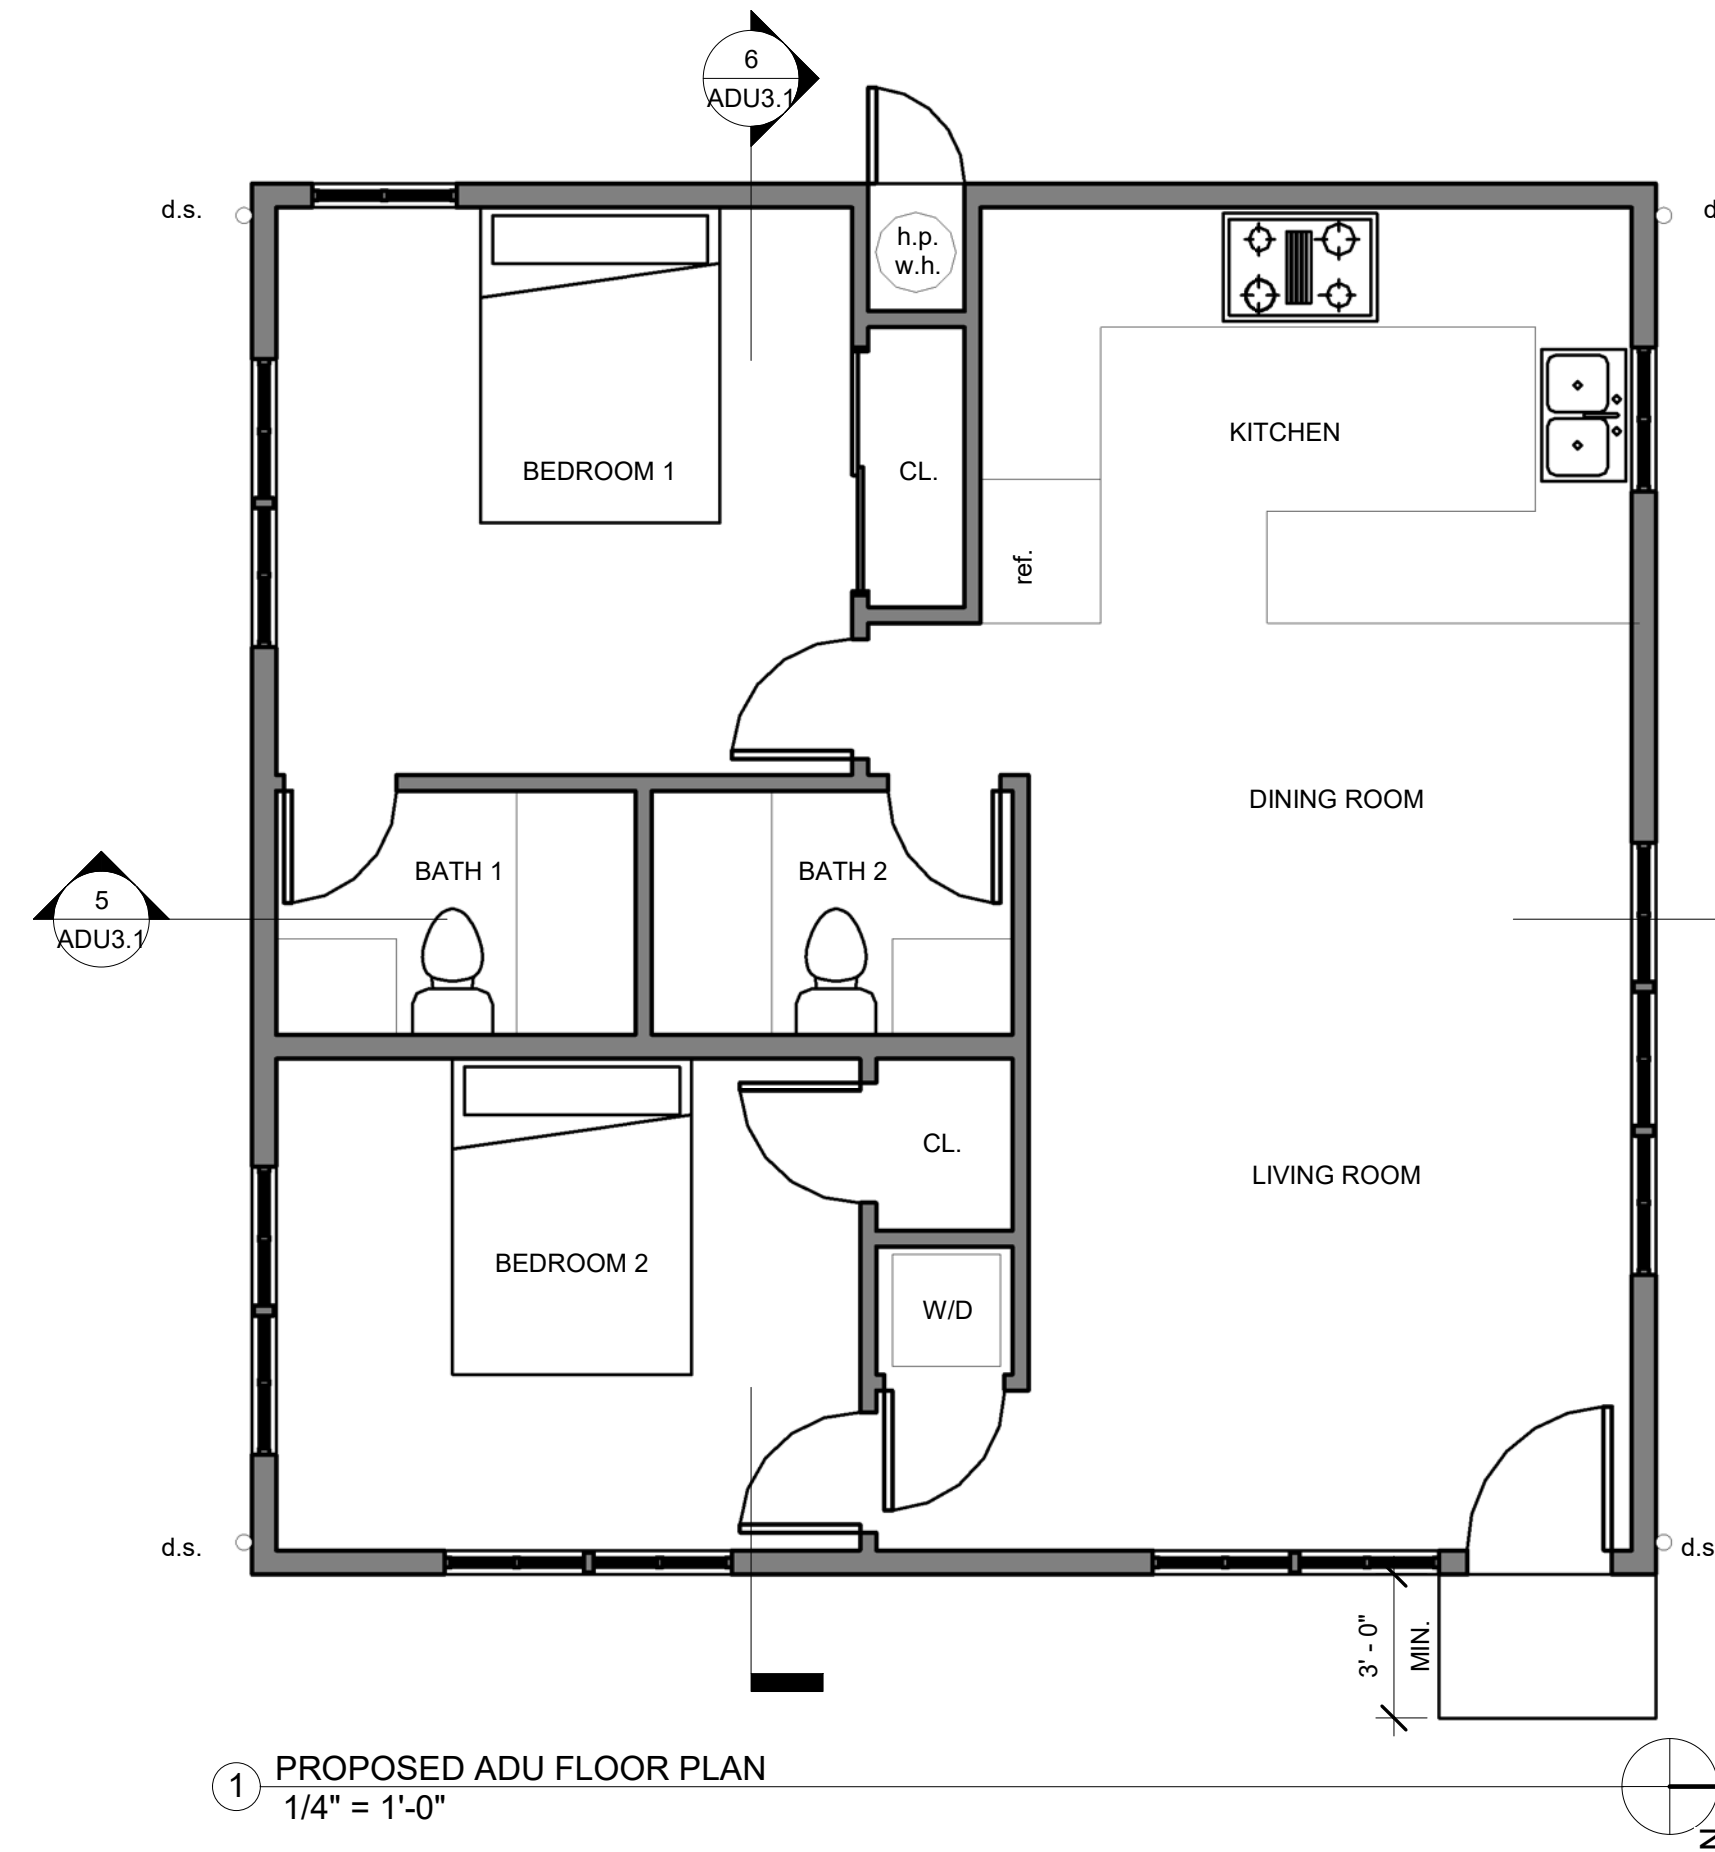 6
ADU3.1
d.s.
d
h.p.
w.h.
KITCHEN
BEDROOM 1
CL.
ref.
DINING ROOM
BATH 1
BATH 2
5
ADU3.1
CL.
LIVING ROOM
BEDROOM 2
W/D
d.s.
d.s
3' - 0"
MIN.
1
PROPOSED ADU FLOOR PLAN
1/4" = 1'-0"
N